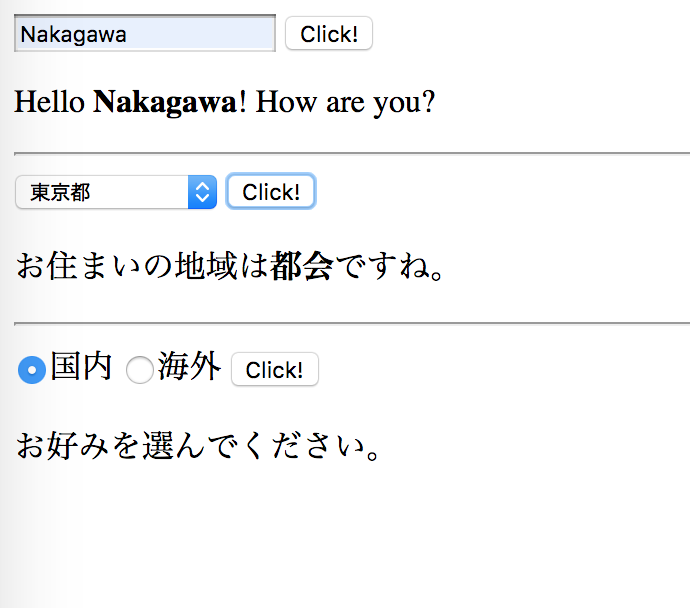 Nakagawa Click!
Hello Nakagawa! How are you?
東京都 Click!
お住まいの地域は都会ですね。
国内 海外 Click!
お好みを選んでください。